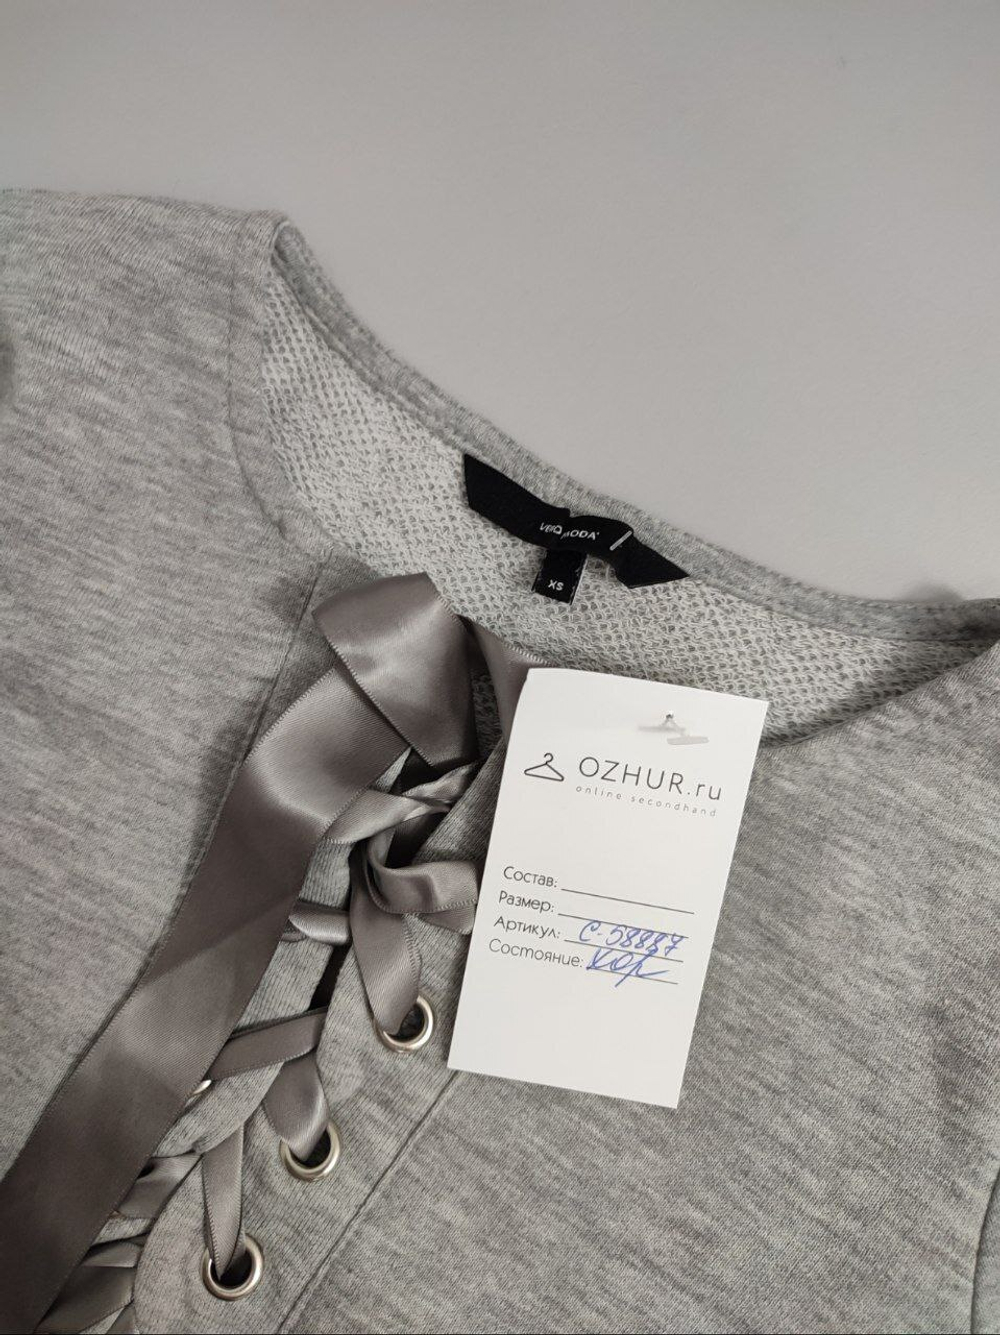 VERO MODA
XS
OZHUR.ru
online secondhand
Состав:
Размер:
Артикул: С-58887
Состояние: хор